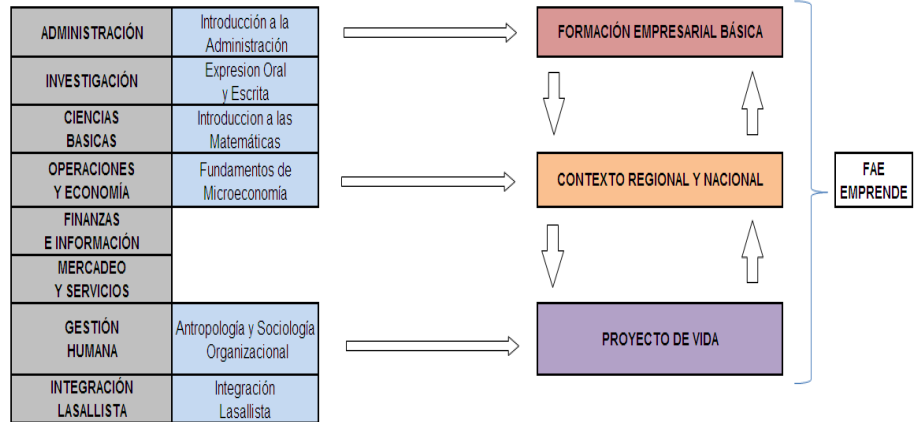 ADMINISTRACIÓN
Introducción a la
Administración
FORMACIÓN EMPRESARIAL BÁSICA
INVESTIGACIÓN
Expresion Oral
y Escrita
CIENCIAS
BASICAS
Introduccion a las
Matemáticas
OPERACIONES
Y ECONOMÍA
Fundamentos de
Microeconomía
CONTEXTO REGIONAL Y NACIONAL
FAE
EMPRENDE
FINANZAS
E INFORMACIÓN
MERCADEO
Y SERVICIOS
GESTIÓN
HUMANA
Antropología y Sociología
Organizacional
PROYECTO DE VIDA
INTEGRACIÓN
LASALLISTA
Integración
Lasallista